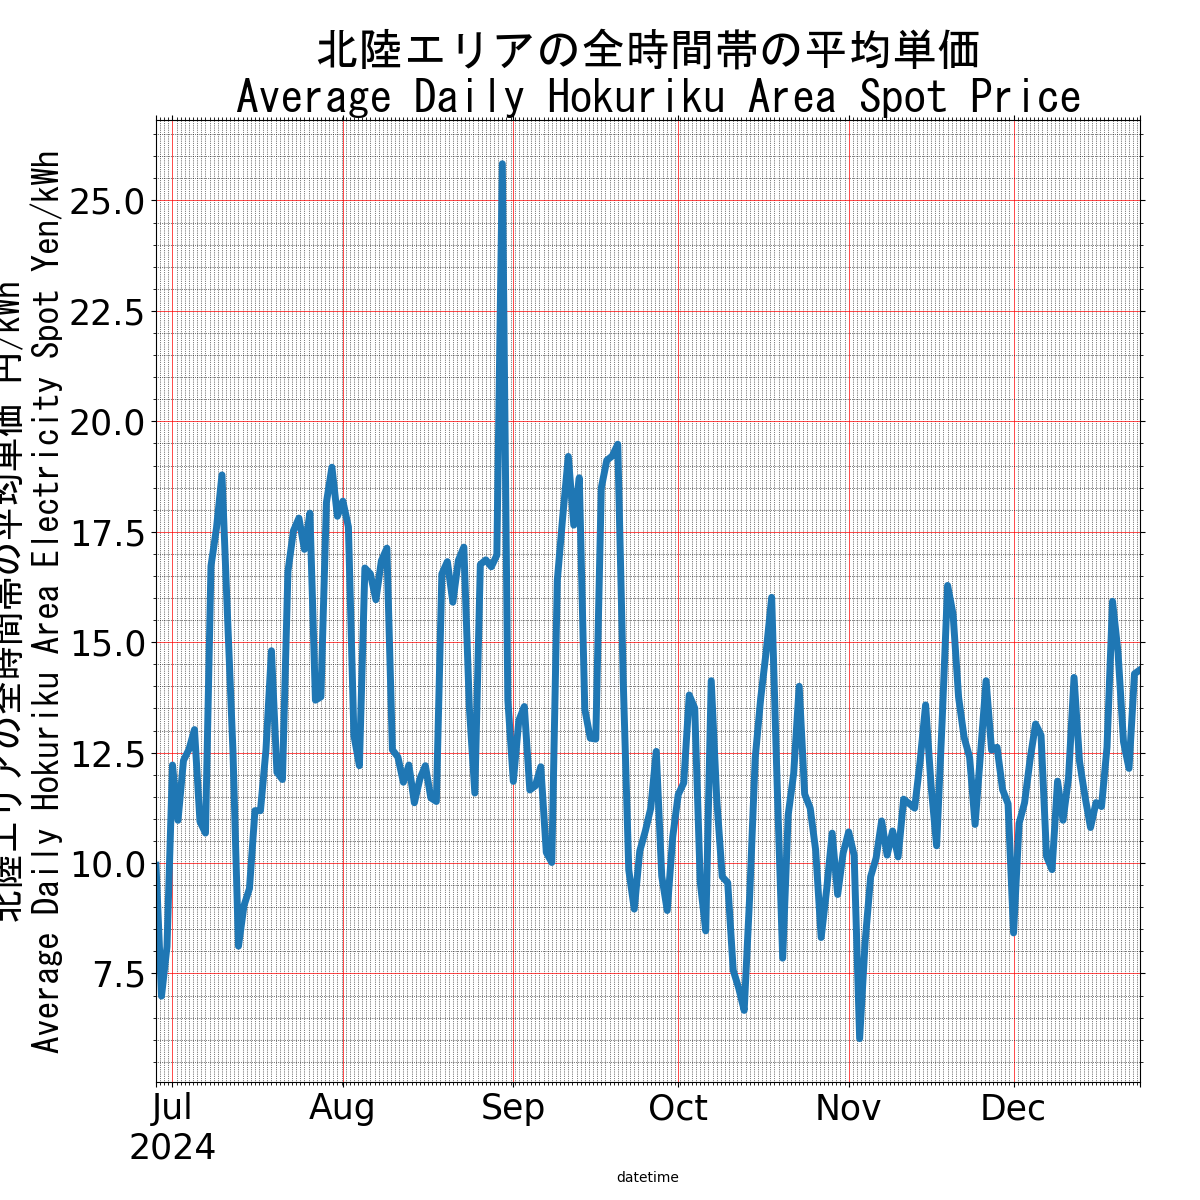 北陸エリアの全時間帯の平均単価
Average Daily Hokuriku Area Spot Price
北陸エリアの全時間帯の平均単価 円/kWh
Average Daily Hokuriku Area Electricity Spot Yen/kWh
25.0
22.5
20.0
17.5
15.0
12.5
10.0
7.5
Jul
Aug
Sep
Oct
Nov
Dec
2024
datetime